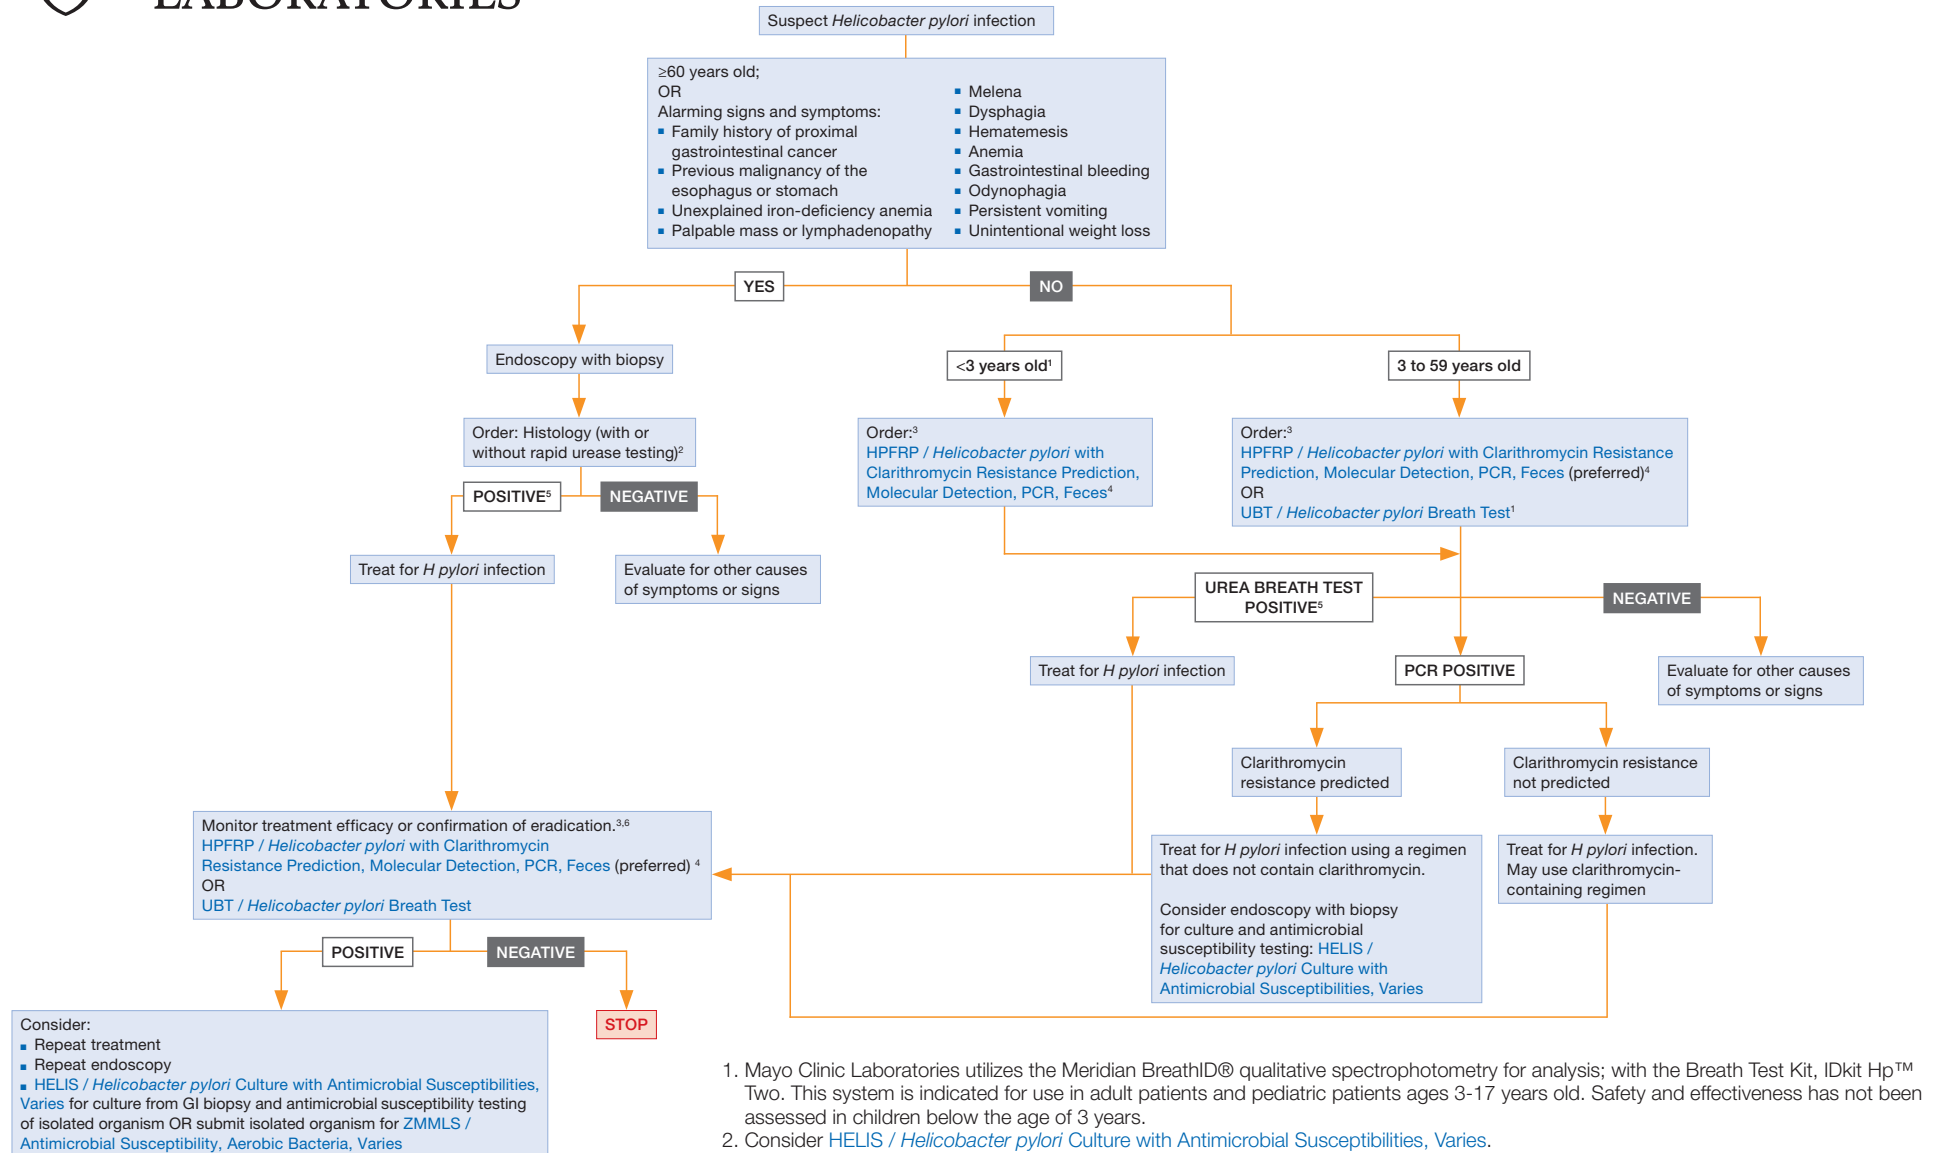 LABORATORIES
Suspect Helicobacter pylori infection
≥60 years old;
OR
Alarming signs and symptoms:
▪ Family history of proximal
gastrointestinal cancer
▪ Previous malignancy of the
esophagus or stomach
▪ Unexplained iron-deficiency anemia
▪ Palpable mass or lymphadenopathy
▪ Melena
▪ Dysphagia
▪ Hematemesis
▪ Anemia
▪ Gastrointestinal bleeding
▪ Odynophagia
▪ Persistent vomiting
▪ Unintentional weight loss
YES
NO
Endoscopy with biopsy
<3 years old¹
3 to 59 years old
Order: Histology (with or
without rapid urease testing)²
Order:³
HPFRP / Helicobacter pylori with
Clarithromycin Resistance Prediction,
Molecular Detection, PCR, Feces⁴
Order:³
HPFRP / Helicobacter pylori with Clarithromycin Resistance
Prediction, Molecular Detection, PCR, Feces (preferred)⁴
OR
UBT / Helicobacter pylori Breath Test¹
POSITIVE⁵
NEGATIVE
Treat for H pylori infection
Evaluate for other causes
of symptoms or signs
UREA BREATH TEST
POSITIVE⁵
NEGATIVE
Treat for H pylori infection
PCR POSITIVE
Evaluate for other causes
of symptoms or signs
Clarithromycin
resistance predicted
Clarithromycin resistance
not predicted
Monitor treatment efficacy or confirmation of eradication.³,⁶
HPFRP / Helicobacter pylori with Clarithromycin
Resistance Prediction, Molecular Detection, PCR, Feces (preferred) ⁴
OR
UBT / Helicobacter pylori Breath Test
Treat for H pylori infection using a regimen
that does not contain clarithromycin.
Consider endoscopy with biopsy
for culture and antimicrobial
susceptibility testing: HELIS /
Helicobacter pylori Culture with
Antimicrobial Susceptibilities, Varies
Treat for H pylori infection.
May use clarithromycin-
containing regimen
POSITIVE
NEGATIVE
STOP
Consider:
▪ Repeat treatment
▪ Repeat endoscopy
▪ HELIS / Helicobacter pylori Culture with Antimicrobial Susceptibilities,
Varies for culture from GI biopsy and antimicrobial susceptibility testing
of isolated organism OR submit isolated organism for ZMMLS /
Antimicrobial Susceptibility, Aerobic Bacteria, Varies
1. Mayo Clinic Laboratories utilizes the Meridian BreathID® qualitative spectrophotometry for analysis; with the Breath Test Kit, IDkit Hp™
Two. This system is indicated for use in adult patients and pediatric patients ages 3-17 years old. Safety and effectiveness has not been
assessed in children below the age of 3 years.
2. Consider HELIS / Helicobacter pylori Culture with Antimicrobial Susceptibilities, Varies.